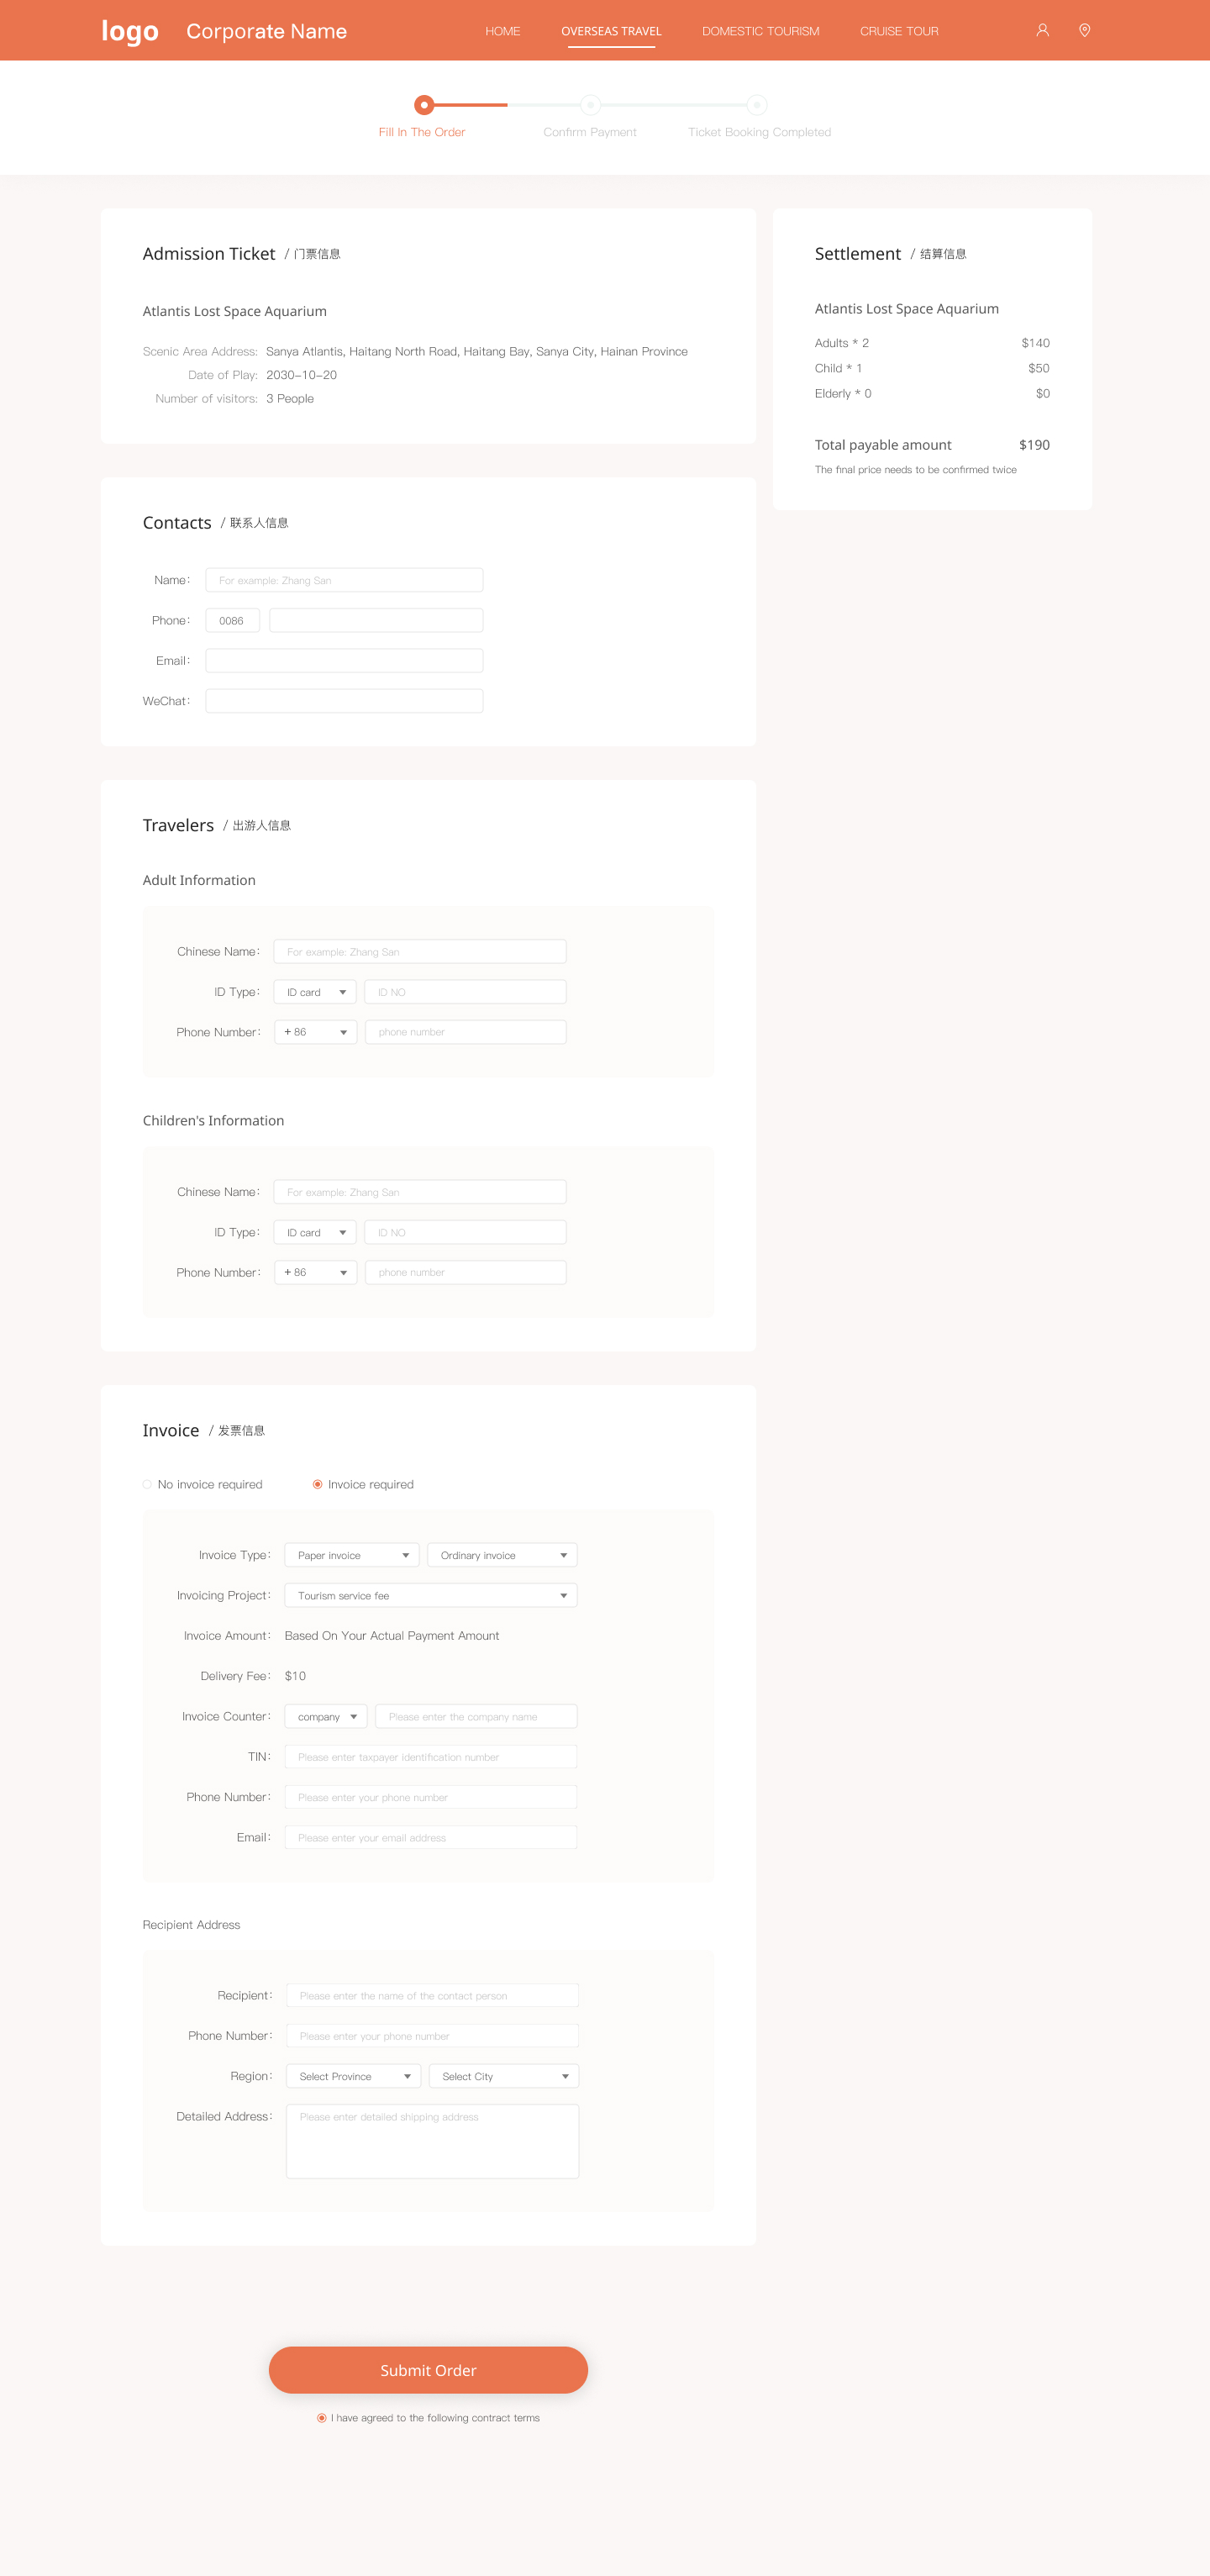 logo Corporate Name HOME OVERSEAS TRAVEL DOMESTIC TOURISM CRUISE TOUR
Fill In The Order Confirm Payment Ticket Booking Completed
Admission Ticket / 门票信息
Atlantis Lost Space Aquarium
Scenic Area Address: Sanya Atlantis, Haitang North Road, Haitang Bay, Sanya City, Hainan Province
Date of Play: 2030-10-20
Number of visitors: 3 People
Settlement / 结算信息
Atlantis Lost Space Aquarium
Adults * 2 $140
Child * 1 $50
Elderly * 0 $0
Total payable amount $190
The final price needs to be confirmed twice
Contacts / 联系人信息
Name: For example: Zhang San
Phone: 0086
Email:
WeChat:
Travelers / 出游人信息
Adult Information
Chinese Name: For example: Zhang San
ID Type: ID card ID NO
Phone Number: + 86 phone number
Children's Information
Chinese Name: For example: Zhang San
ID Type: ID card ID NO
Phone Number: + 86 phone number
Invoice / 发票信息
No invoice required Invoice required
Invoice Type: Paper invoice Ordinary invoice
Invoicing Project: Tourism service fee
Invoice Amount: Based On Your Actual Payment Amount
Delivery Fee: $10
Invoice Counter: company Please enter the company name
TIN: Please enter taxpayer identification number
Phone Number: Please enter your phone number
Email: Please enter your email address
Recipient Address
Recipient: Please enter the name of the contact person
Phone Number: Please enter your phone number
Region: Select Province Select City
Detailed Address: Please enter detailed shipping address
Submit Order
I have agreed to the following contract terms